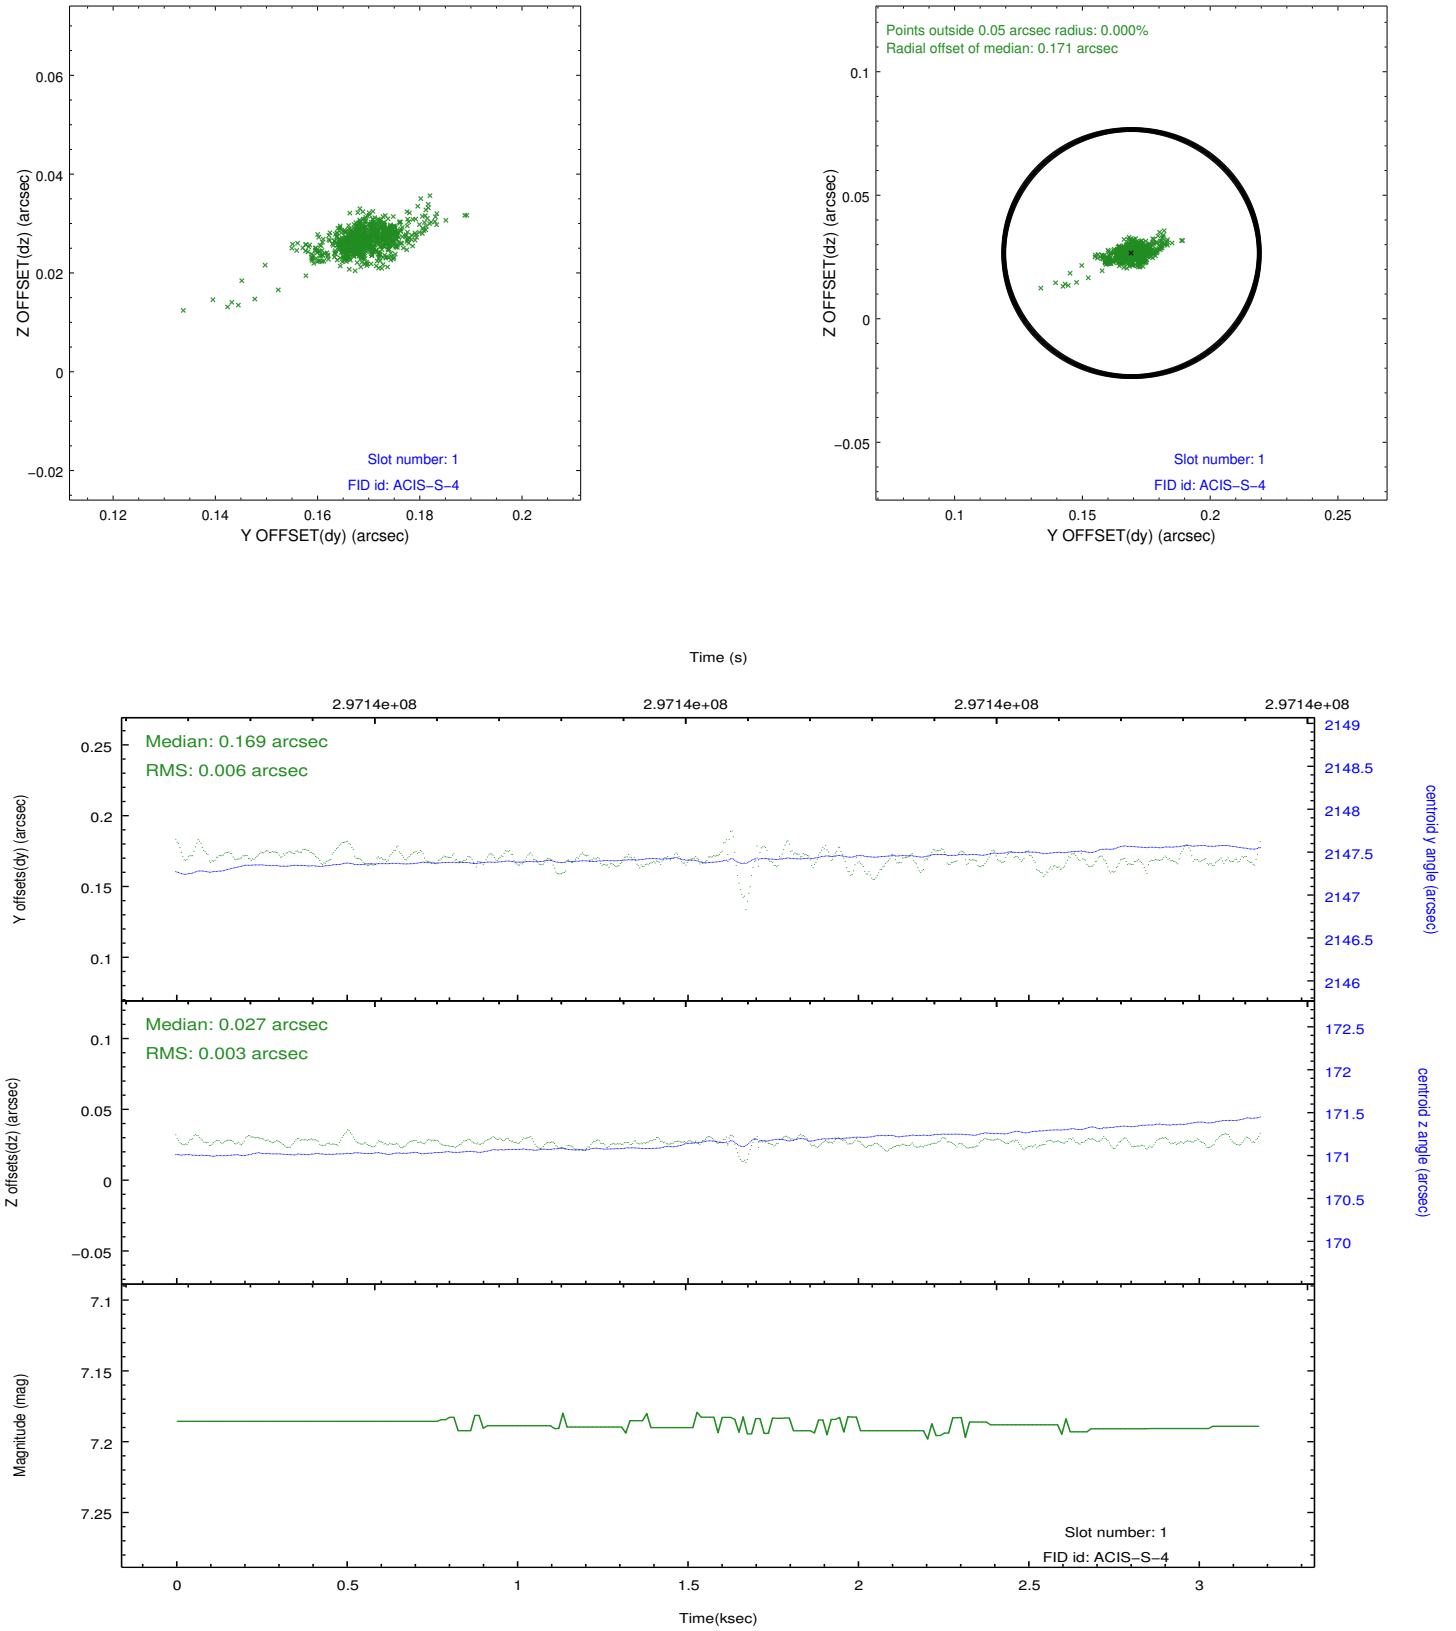 0.06
0.04
0.02
0
−0.02
Z OFFSET(dz) (arcsec)
Slot number: 1
FID id: ACIS−S−4
0.12 0.14 0.16 0.18 0.2
Y OFFSET(dy) (arcsec)
Points outside 0.05 arcsec radius: 0.000%
Radial offset of median: 0.171 arcsec
0.1
0.05
0
−0.05
Z OFFSET(dz) (arcsec)
Slot number: 1
FID id: ACIS−S−4
0.1 0.15 0.2 0.25
Y OFFSET(dy) (arcsec)
Time (s)
2.9714e+08 2.9714e+08 2.9714e+08 2.9714e+08
Median: 0.169 arcsec
RMS: 0.006 arcsec
0.25
0.2
0.15
0.1
Y offsets(dy) (arcsec)
2149
2148.5
2148
2147.5
2147
2146.5
2146
centroid y angle (arcsec)
Median: 0.027 arcsec
RMS: 0.003 arcsec
0.1
0.05
0
−0.05
Z offsets(dz) (arcsec)
172.5
172
171.5
171
170.5
170
centroid z angle (arcsec)
7.1
7.15
7.2
7.25
Magnitude (mag)
Slot number: 1
FID id: ACIS−S−4
0 0.5 1 1.5 2 2.5 3
Time(ksec)